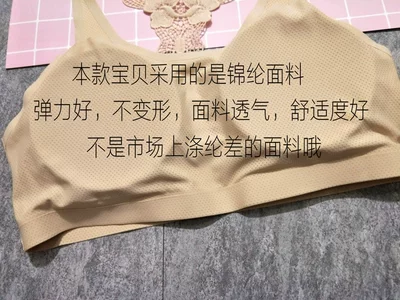 本款宝贝采用的是锦纶面料
弹力好，不变形，面料透气，舒适度好
不是市场上涤纶差的面料哦